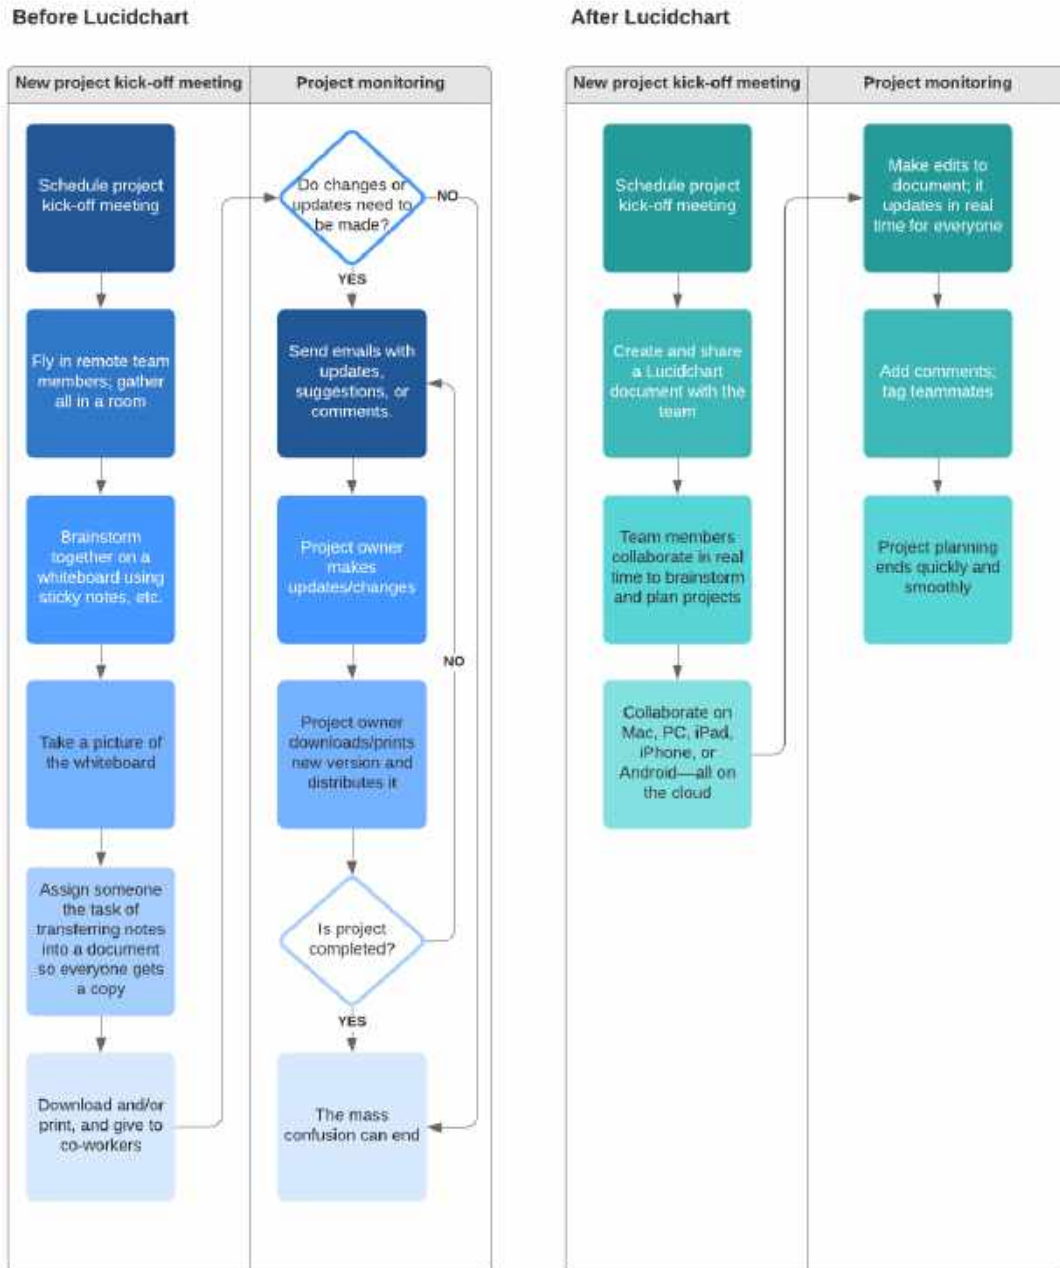 Before Lucidchart
New project kick-off meeting
Project monitoring
Schedule project
kick-off meeting
Fly in remote team
members; gather
all in a room
Brainstorm
together on a
whiteboard using
sticky notes, etc.
Take a picture of
the whiteboard
Assign someone
the task of
transferring notes
into a document
so everyone gets
a copy
Download and/or
print, and give to
co-workers
Do changes or
updates need to
be made?
NO
YES
Send emails with
updates,
suggestions, or
comments.
Project owner
makes
updates/changes
NO
Project owner
downloads/prints
new version and
distributes it
Is project
completed?
YES
The mass
confusion can end
After Lucidchart
New project kick-off meeting
Project monitoring
Schedule project
kick-off meeting
Create and share
a Lucidchart
document with the
team
Team members
collaborate in real
time to brainstorm
and plan projects
Collaborate on
Mac, PC, iPad,
iPhone, or
Android—all on
the cloud
Make edits to
document; it
updates in real
time for everyone
Add comments;
tag teammates
Project planning
ends quickly and
smoothly